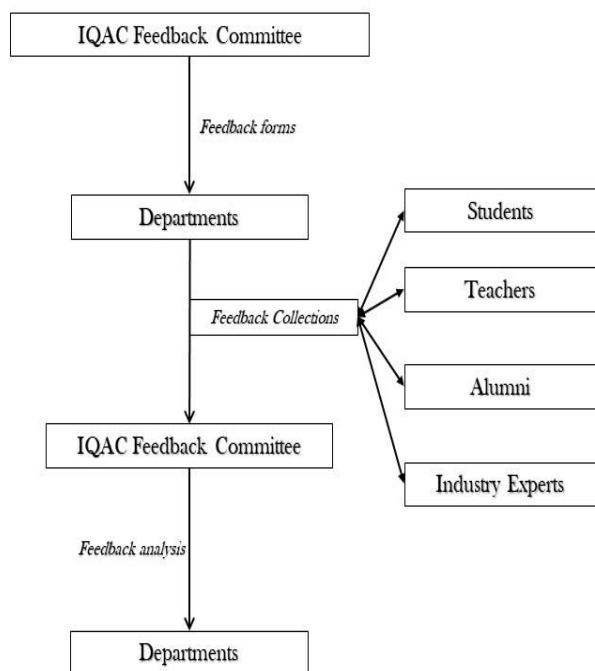 IQAC Feedback Committee
Feedback forms
Departments
Students
Teachers
Feedback Collections
Alumni
IQAC Feedback Committee
Industry Experts
Feedback analysis
Departments